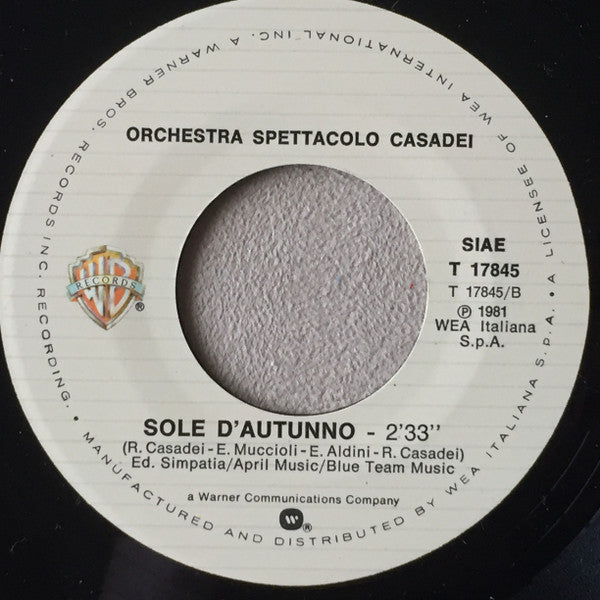 ORCHESTRA SPETTACOLO CASADEI
WB
RECORDS
®
SIAE
T 17845
T 17845/B
℗ 1981
WEA Italiana
S.p.A.
SOLE D'AUTUNNO - 2'33''
(R. Casadei - E. Muccioli - E. Aldini - R. Casadei)
Ed. Simpatia/April Music/Blue Team Music
a Warner Communications Company
W®
• MANUFACTURED AND DISTRIBUTED BY WEA ITALIANA S.p.A. • A LICENSEE OF WEA INTERNATIONAL INC. A WARNER BROS. RECORDS INC. RECORDING.